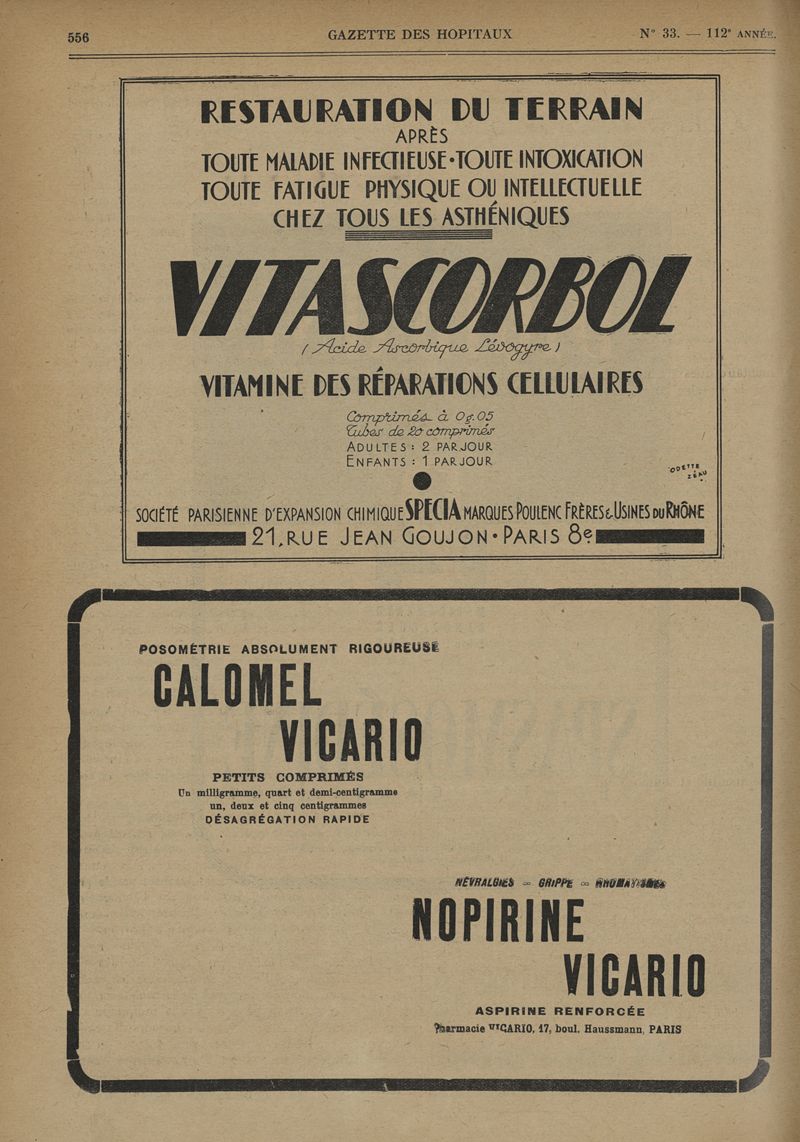 556
GAZETTE DES HOPITAUX
N° 33. — 112e ANNÉE.
RESTAURATION DU TERRAIN
APRÈS
TOUTE MALADIE INFECTIEUSE·TOUTE INTOXICATION
TOUTE FATIGUE PHYSIQUE OU INTELLECTUELLE
CHEZ TOUS LES ASTHÉNIQUES
VITASCORBOL
(Acide Ascorbique Lévogyre)
VITAMINE DES RÉPARATIONS CELLULAIRES
Comprimés à 0g.05
Tubes de 20 comprimés
ADULTES : 2 PAR JOUR
ENFANTS : 1 PAR JOUR
ODETTE
ZÉAU
SOCIÉTÉ PARISIENNE D'EXPANSION CHIMIQUE SPECIA MARQUES POULENC FRÈRES & USINES DU RHÔNE
21, RUE JEAN GOUJON · PARIS 8e
POSOMÉTRIE ABSOLUMENT RIGOUREUSE
CALOMEL
VICARIO
PETITS COMPRIMÉS
Un milligramme, quart et demi-centigramme
un, deux et cinq centigrammes
DÉSAGRÉGATION RAPIDE
NÉVRALGIES = GRIPPE = RHUMATISMES
NOPIRINE
VICARIO
ASPIRINE RENFORCÉE
Pharmacie VICARIO, 17, boul. Haussmann, PARIS